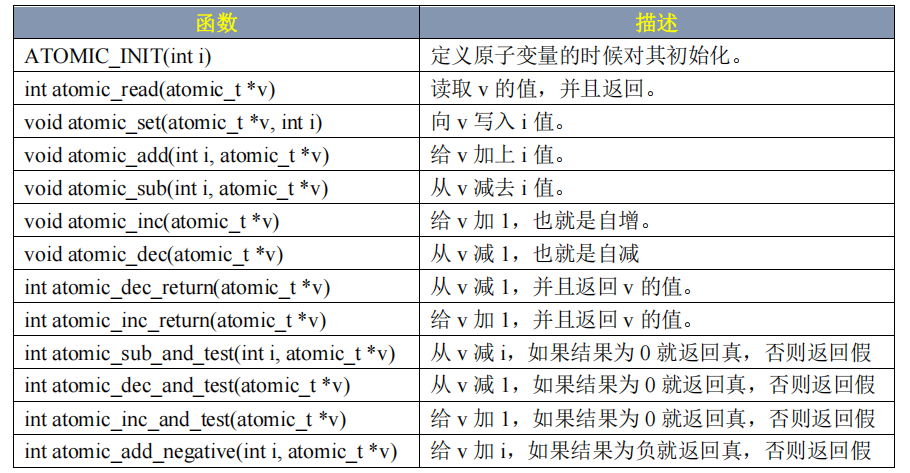 函数 描述
ATOMIC_INIT(int i) 定义原子变量的时候对其初始化。
int atomic_read(atomic_t *v) 读取 v 的值，并且返回。
void atomic_set(atomic_t *v, int i) 向 v 写入 i 值。
void atomic_add(int i, atomic_t *v) 给 v 加上 i 值。
void atomic_sub(int i, atomic_t *v) 从 v 减去 i 值。
void atomic_inc(atomic_t *v) 给 v 加 1，也就是自增。
void atomic_dec(atomic_t *v) 从 v 减 1，也就是自减
int atomic_dec_return(atomic_t *v) 从 v 减 1，并且返回 v 的值。
int atomic_inc_return(atomic_t *v) 给 v 加 1，并且返回 v 的值。
int atomic_sub_and_test(int i, atomic_t *v) 从 v 减 i，如果结果为 0 就返回真，否则返回假
int atomic_dec_and_test(atomic_t *v) 从 v 减 1，如果结果为 0 就返回真，否则返回假
int atomic_inc_and_test(atomic_t *v) 给 v 加 1，如果结果为 0 就返回真，否则返回假
int atomic_add_negative(int i, atomic_t *v) 给 v 加 i，如果结果为负就返回真，否则返回假